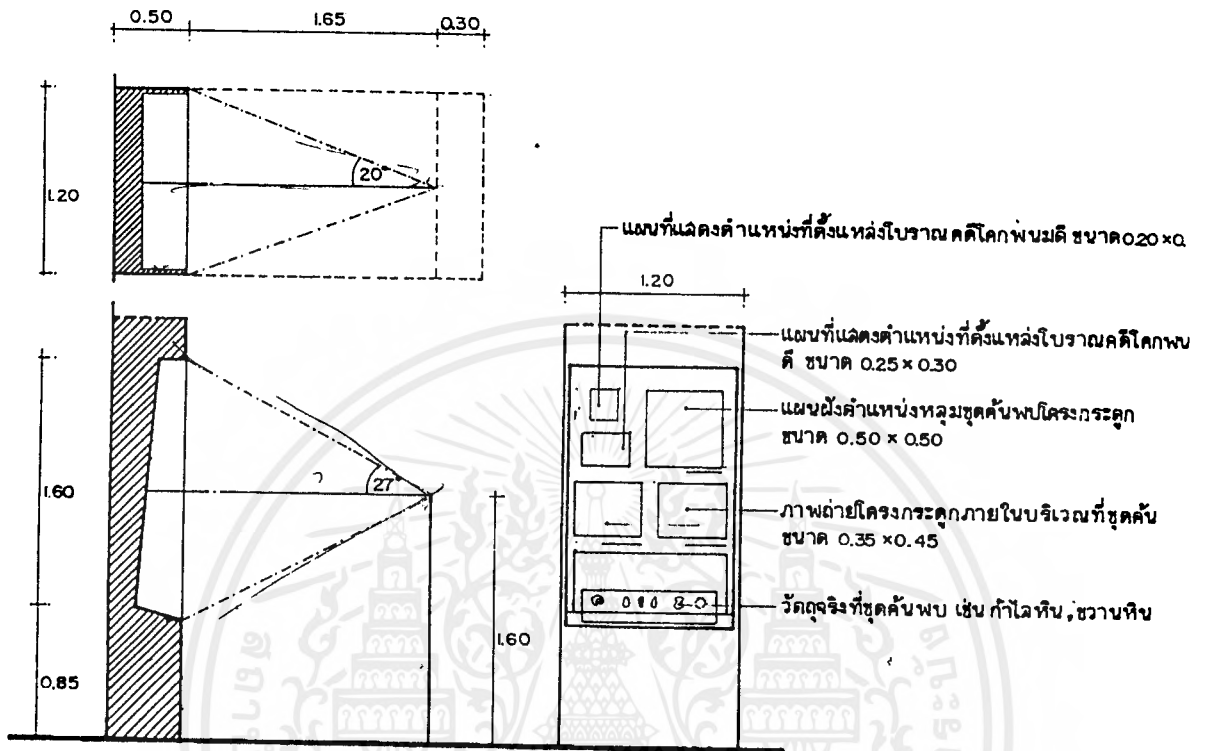 0.50
1.65
0.30
1.20
20
แผนที่แสดงตำแหน่งที่ตั้งแหล่งโบราณคดีโคกพนมดี ขนาด 0.20 × 0.
1.20
แผนที่แสดงตำแหน่งที่ตั้งแหล่งโบราณคดีโคกพน
ดี ขนาด 0.25 × 0.30
แผนผังตำแหน่งหลุมขุดค้นพบโครงกระดูก
ขนาด 0.50 × 0.50
1.60
27
ภาพถ่ายโครงกระดูกภายในบริเวณที่ขุดค้น
ขนาด 0.35 × 0.45
วัตถุจริงที่ขุดค้นพบ เช่น กำไลหิน , ขวานหิน
1.60
0.85